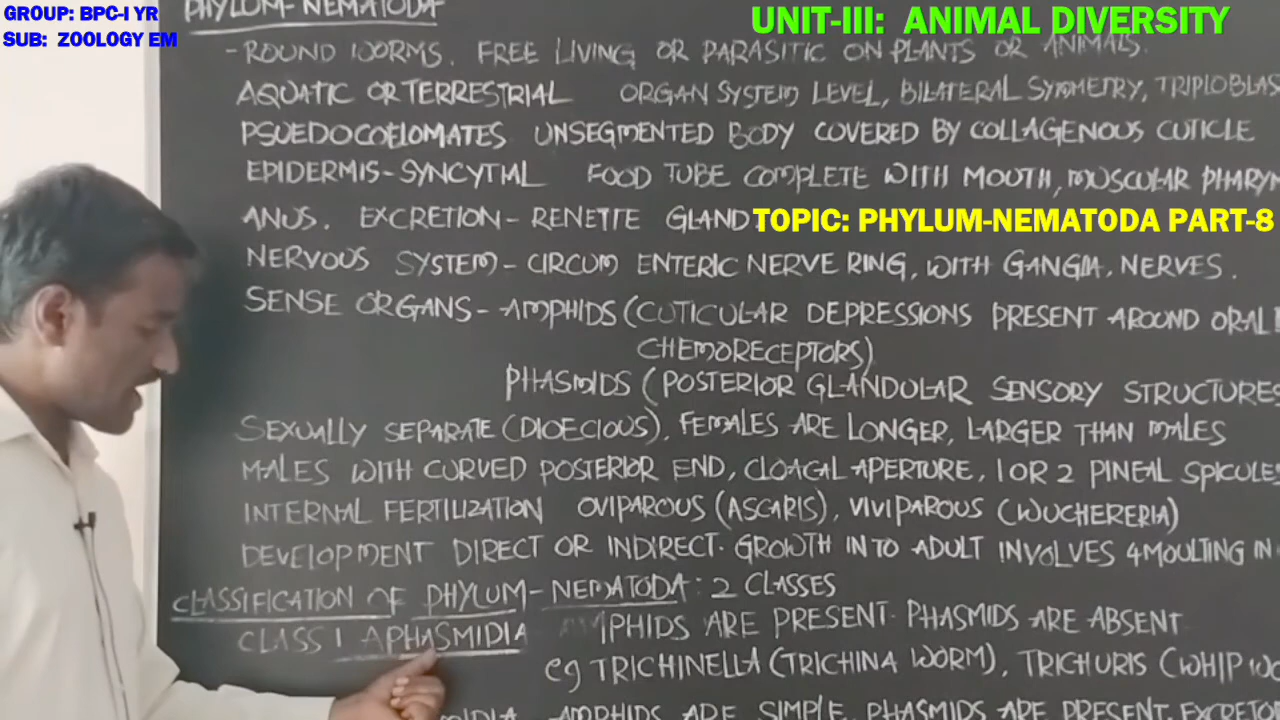 GROUP: BPC-I YR
SUB: ZOOLOGY EM
UNIT-III: ANIMAL DIVERSITY
PHYLUM-NEMATODA
-ROUND WORMS. FREE LIVING OR PARASITIC ON PLANTS OR ANIMALS.
AQUATIC OR TERRESTRIAL ORGAN SYSTEM LEVEL, BILATERAL SYMMETRY, TRIPLOBLAS
PSUEDOCOELOMATES UNSEGMENTED BODY COVERED BY COLLAGENOUS CUTICLE
EPIDERMIS-SYNCYTIAL FOOD TUBE COMPLETE WITH MOUTH, MUSCULAR PHARYN
ANUS. EXCRETION- RENETTE GLAND
TOPIC: PHYLUM-NEMATODA PART-8
NERVOUS SYSTEM- CIRCUM ENTERIC NERVE RING, WITH GANGLIA, NERVES.
SENSE ORGANS- AMPHIDS (CUTICULAR DEPRESSIONS PRESENT AROUND ORAL
CHEMORECEPTORS)
PHASMIDS (POSTERIOR GLANDULAR SENSORY STRUCTURES
SEXUALLY SEPARATE (DIOECIOUS). FEMALES ARE LONGER, LARGER THAN MALES
MALES WITH CURVED POSTERIOR END, CLOACAL APERTURE, 1 OR 2 PINEAL SPICULES
INTERNAL FERTILIZATION OVIPAROUS (ASCARIS), VIVIPAROUS (WUCHERERIA)
DEVELOPMENT DIRECT OR INDIRECT. GROWTH INTO ADULT INVOLVES 4 MOULTING IN
CLASSIFICATION OF PHYLUM-NEMATODA: 2 CLASSES
CLASS 1 APHASMIDIA AMPHIDS ARE PRESENT. PHASMIDS ARE ABSENT
eg TRICHINELLA (TRICHINA WORM), TRICHURIS (WHIP WO
MIDIA AMPHIDS ARE SIMPLE. PHASMIDS ARE PRESENT. EXCRETO